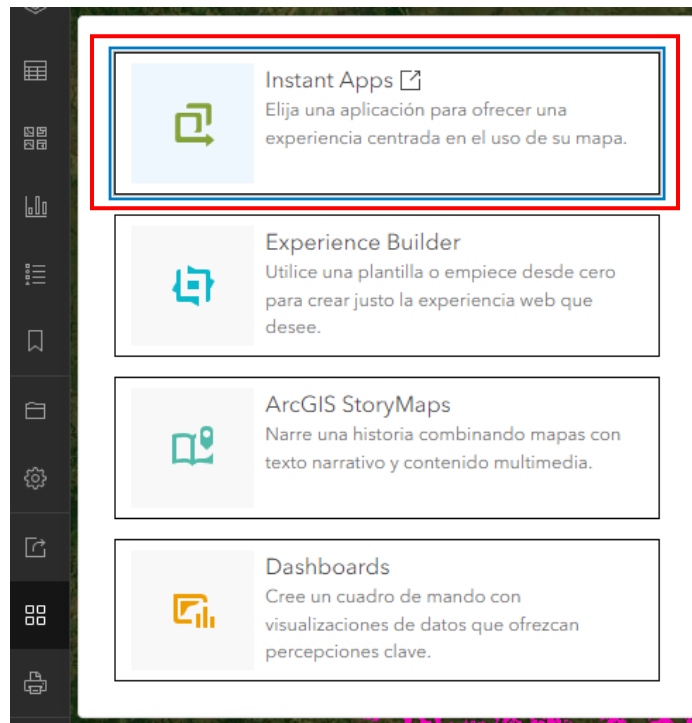 Instant Apps
Elija una aplicación para ofrecer una
experiencia centrada en el uso de su mapa.
Experience Builder
Utilice una plantilla o empiece desde cero
para crear justo la experiencia web que
desee.
ArcGIS StoryMaps
Narre una historia combinando mapas con
texto narrativo y contenido multimedia.
Dashboards
Cree un cuadro de mando con
visualizaciones de datos que ofrezcan
percepciones clave.